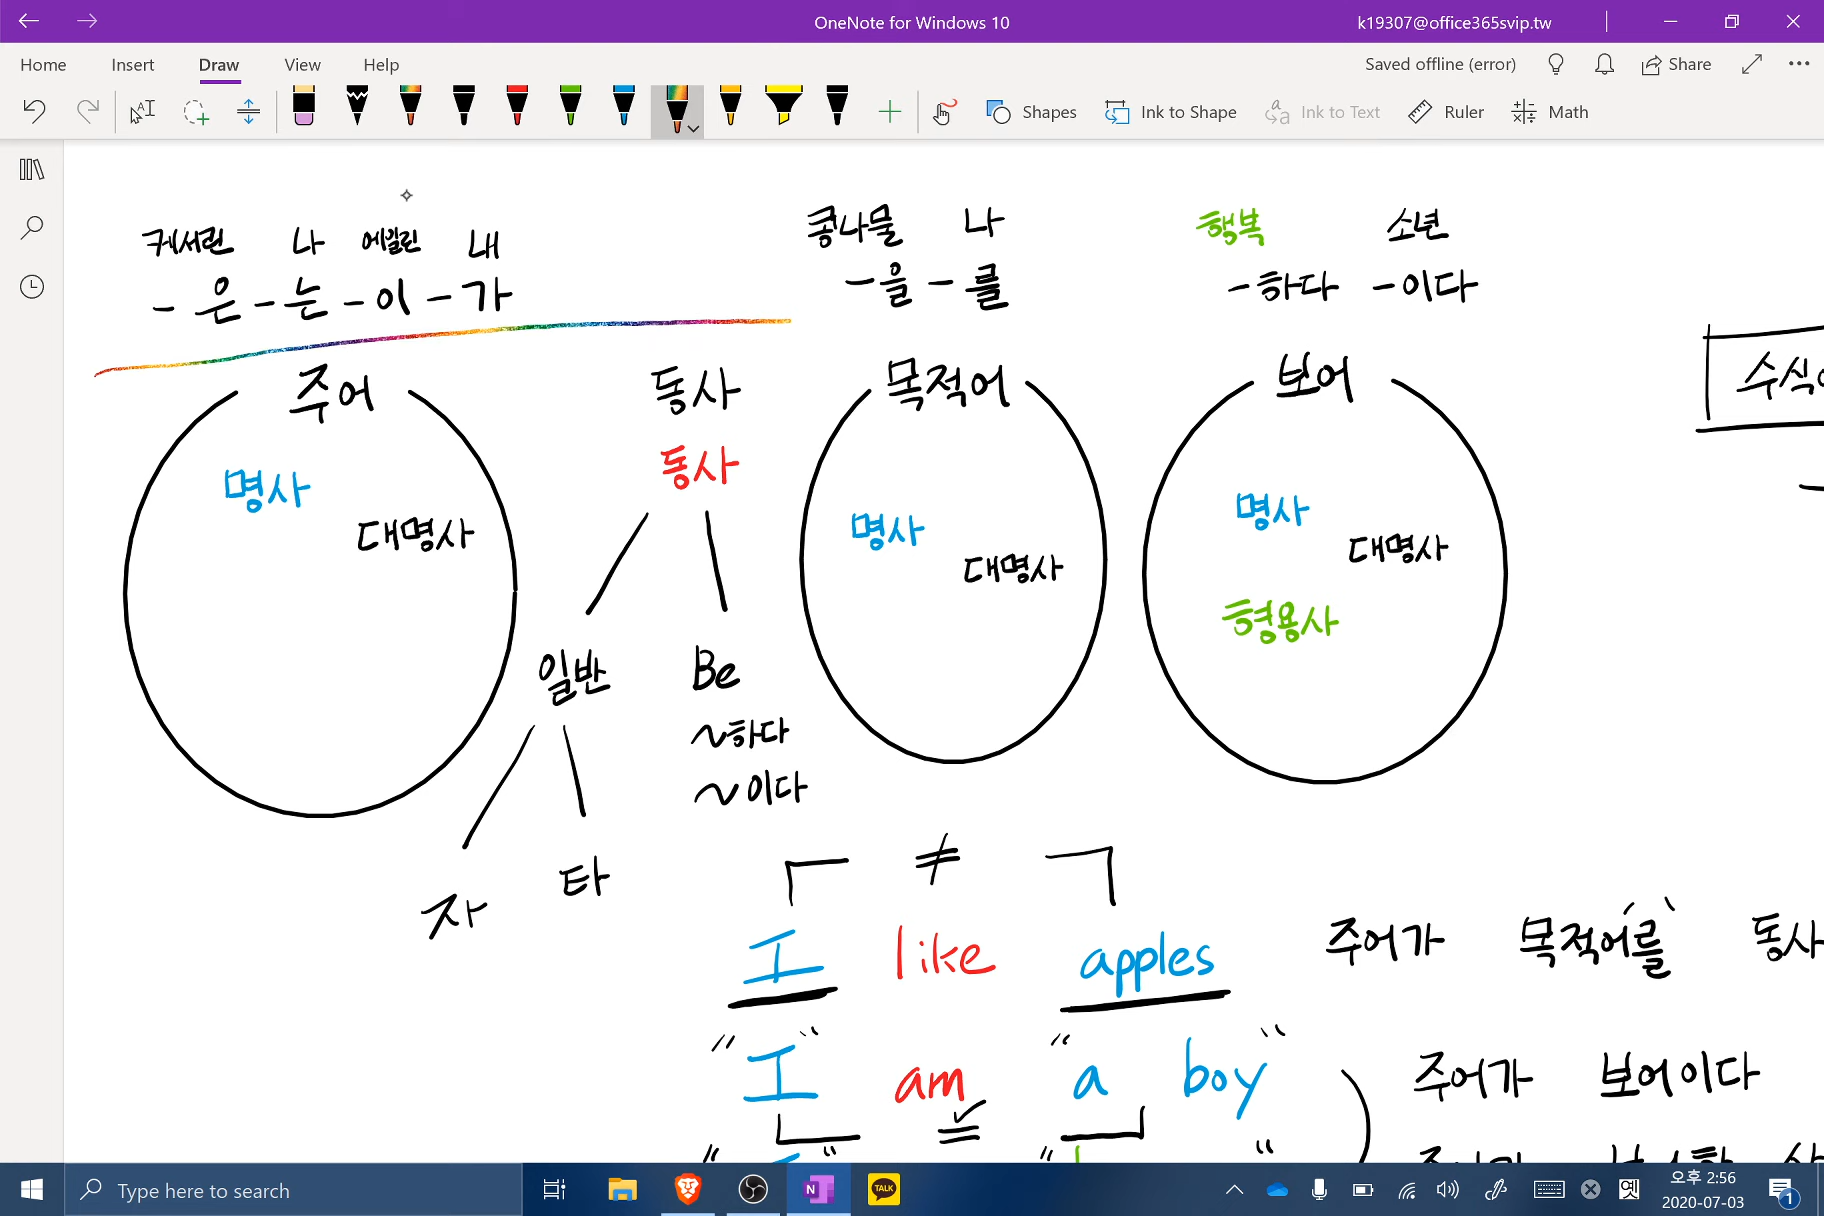 OneNote for Windows 10
k19307@office365svip.tw
Home Insert Draw View Help
Saved offline (error) Share
Shapes Ink to Shape Ink to Text Ruler Math
케서린 나 에일린 내
-은 -는 -이 -가
콩나물 나
-을 -를
행복 소년
-하다 -이다
주어
명사
대명사
동사
동사
일반 Be
~하다
~이다
자 타
목적어
명사
대명사
보어
명사
대명사
형용사
수식
≠
I like apples
주어가 목적어를 동사
"I" am "a boy"
주어가 보어이다
=
Type here to search
TALK
오후 2:56
2020-07-03
1